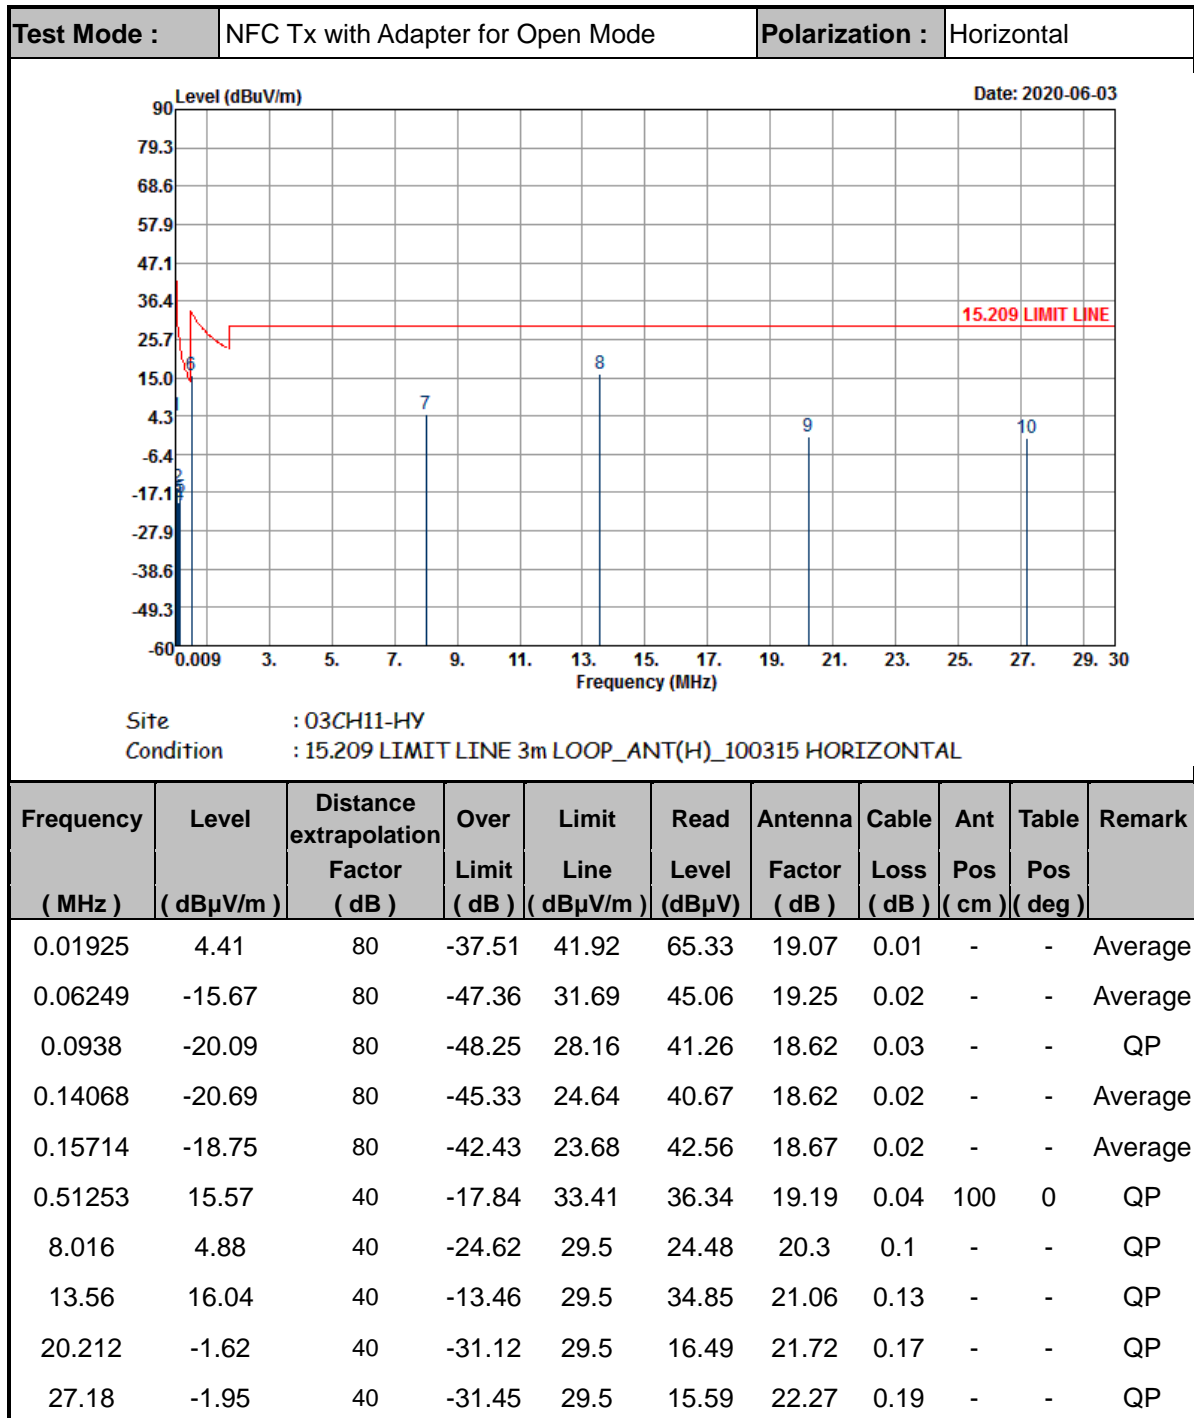 Test Mode : NFC Tx with Adapter for Open Mode Polarization : Horizontal
Level (dBuV/m) Date: 2020-06-03
90
79.3
68.6
57.9
47.1
36.4
15.209 LIMIT LINE
25.7
6 8
15.0
7
4.3
9 10
-6.4
2
-17.1
-27.9
-38.6
-49.3
-60
0.009 3. 5. 7. 9. 11. 13. 15. 17. 19. 21. 23. 25. 27. 29. 30
Frequency (MHz)
Site : 03CH11-HY
Condition : 15.209 LIMIT LINE 3m LOOP_ANT(H)_100315 HORIZONTAL
Frequency Level Distance extrapolation Over Limit Read Antenna Cable Ant Table Remark
Factor Limit Line Level Factor Loss Pos Pos
( MHz ) ( dBµV/m ) ( dB ) ( dB ) ( dBµV/m ) (dBµV) ( dB ) ( dB ) ( cm ) ( deg )
0.01925 4.41 80 -37.51 41.92 65.33 19.07 0.01 - - Average
0.06249 -15.67 80 -47.36 31.69 45.06 19.25 0.02 - - Average
0.0938 -20.09 80 -48.25 28.16 41.26 18.62 0.03 - - QP
0.14068 -20.69 80 -45.33 24.64 40.67 18.62 0.02 - - Average
0.15714 -18.75 80 -42.43 23.68 42.56 18.67 0.02 - - Average
0.51253 15.57 40 -17.84 33.41 36.34 19.19 0.04 100 0 QP
8.016 4.88 40 -24.62 29.5 24.48 20.3 0.1 - - QP
13.56 16.04 40 -13.46 29.5 34.85 21.06 0.13 - - QP
20.212 -1.62 40 -31.12 29.5 16.49 21.72 0.17 - - QP
27.18 -1.95 40 -31.45 29.5 15.59 22.27 0.19 - - QP